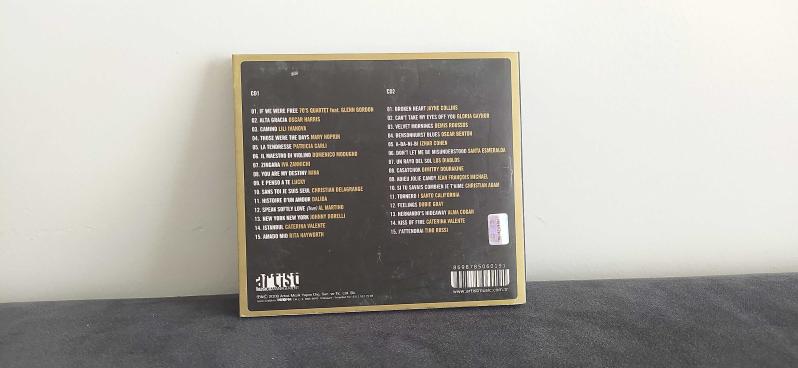 CD1
01. IF WE WERE FREE 70'S QUARTET feat. GLENN GORDON
02. ALTA GRACIA OSCAR HARRIS
03. CAMINO LILI IVANOVA
04. THOSE WERE THE DAYS MARY HOPKIN
05. LA TENDRESSE PATRICIA CARLI
06. IL MAESTRO DI VIOLINO DOMENICO MODUGNO
07. ZINGARA IVA ZANNICHI
08. YOU ARE MY DESTINY NINA
09. E PENSO A TE LUCKY
10. SANS TOI JE SUIS SEUL CHRISTIAN DELAGRANGE
11. HISTOIRE D'UN AMOUR DALIDA
12. SPEAK SOFTLY LOVE AL MARTINO
13. NEW YORK NEW YORK JOHNNY BORELLI
14. ISTANBUL CATERINA VALENTE
15. AMADO MIO RITA HAYWORTH
CD2
01. BROKEN HEART JAYNE COLLINS
02. CAN'T TAKE MY EYES OFF YOU GLORIA GAYNOR
03. VELVET MORNINGS DEMIS ROUSSOS
04. BENSONHURST BLUES OSCAR BENTON
05. A-BA-NI-BI IZHAR COHEN
06. DON'T LET ME BE MISUNDERSTOOD SANTA ESMERALDA
07. UN RAYO DEL SOL LOS DIABLOS
08. CASATCHOK DIMITRY DOURAKINE
09. ADIEU JOLIE CANDY JEAN FRANÇOIS MICHAEL
10. SI TU SAVAIS COMBIEN JE T'AIME CHRISTIAN ADAM
11. TORNERO I SANTO CALIFORNIA
12. FEELINGS DOBIE GRAY
13. HERNANDO'S HIDEAWAY ALMA COGAN
14. KISS OF FIRE CATERINA VALENTE
15. J'ATTENDRAI TINO ROSSI
artist
8698785060191
www.artistmusic.com.tr